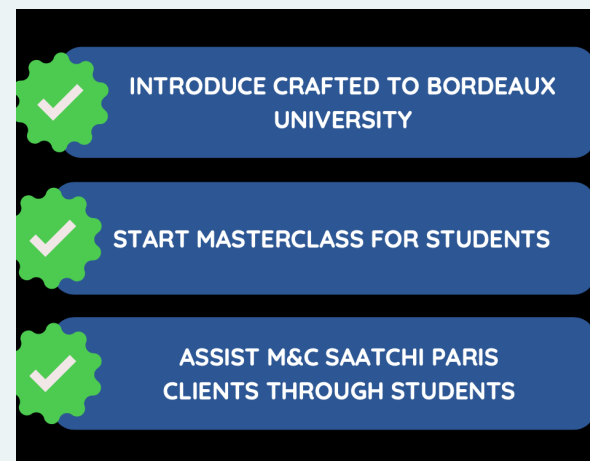 INTRODUCE CRAFTED TO BORDEAUX
UNIVERSITY
START MASTERCLASS FOR STUDENTS
ASSIST M&C SAATCHI PARIS
CLIENTS THROUGH STUDENTS